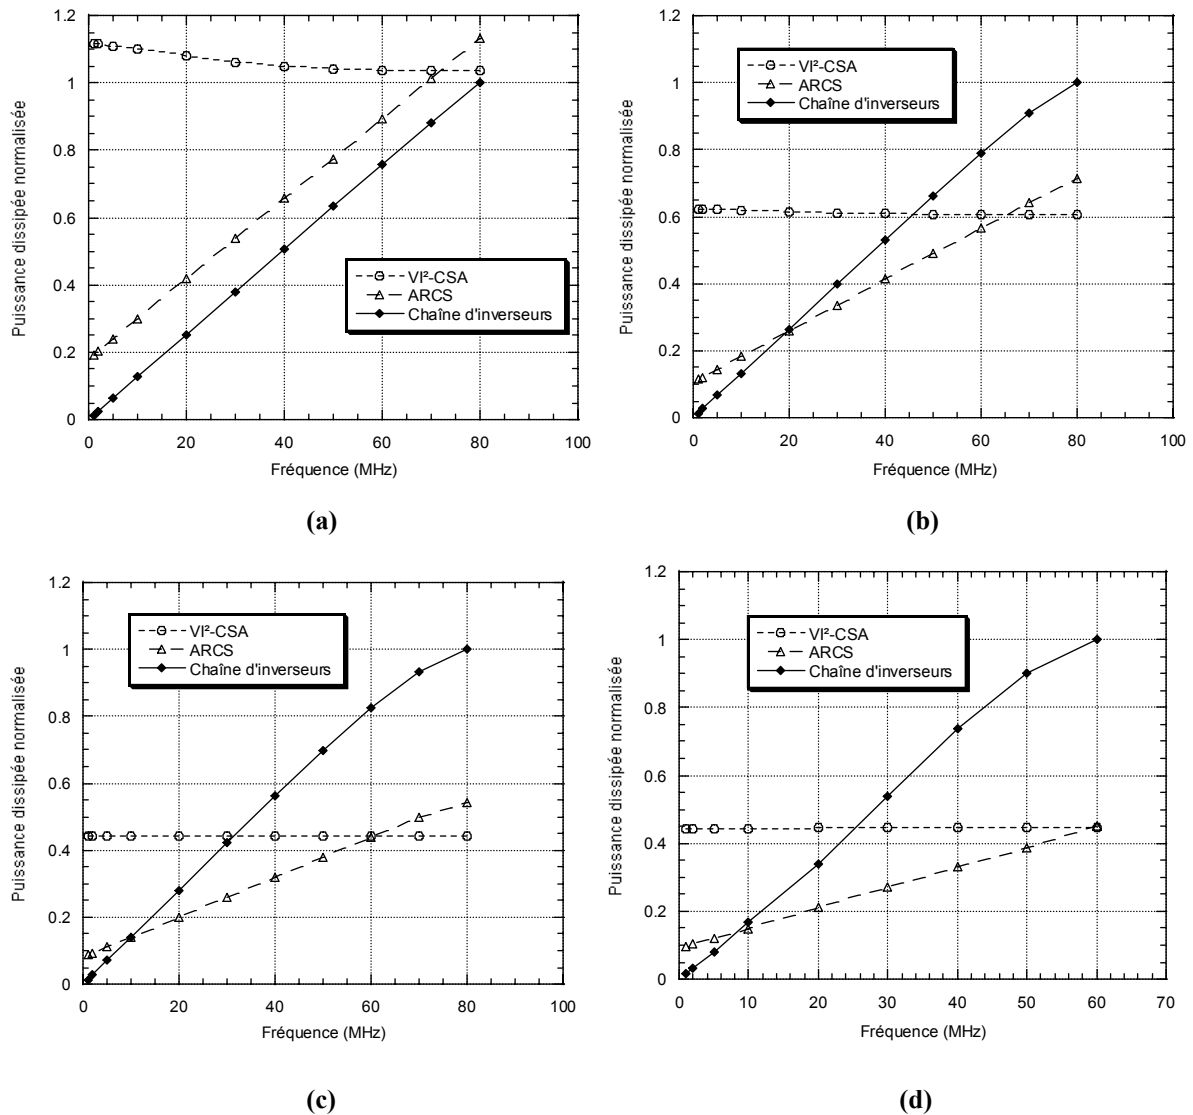 1.2
1
0.8
0.6
0.4
0.2
0
Puissance dissipée normalisée
VI²-CSA
ARCS
Chaîne d'inverseurs
0 20 40 60 80 100
Fréquence (MHz)
(a)
1.2
1
0.8
0.6
0.4
0.2
0
Puissance dissipée normalisée
VI²-CSA
ARCS
Chaîne d'inverseurs
0 20 40 60 80 100
Fréquence (MHz)
(b)
1.2
1
0.8
0.6
0.4
0.2
0
Puissance dissipée normalisée
VI²-CSA
ARCS
Chaîne d'inverseurs
0 20 40 60 80 100
Fréquence (MHz)
(c)
1.2
1
0.8
0.6
0.4
0.2
0
Puissance dissipée normalisée
VI²-CSA
ARCS
Chaîne d'inverseurs
0 10 20 30 40 50 60 70
Fréquence (MHz)
(d)